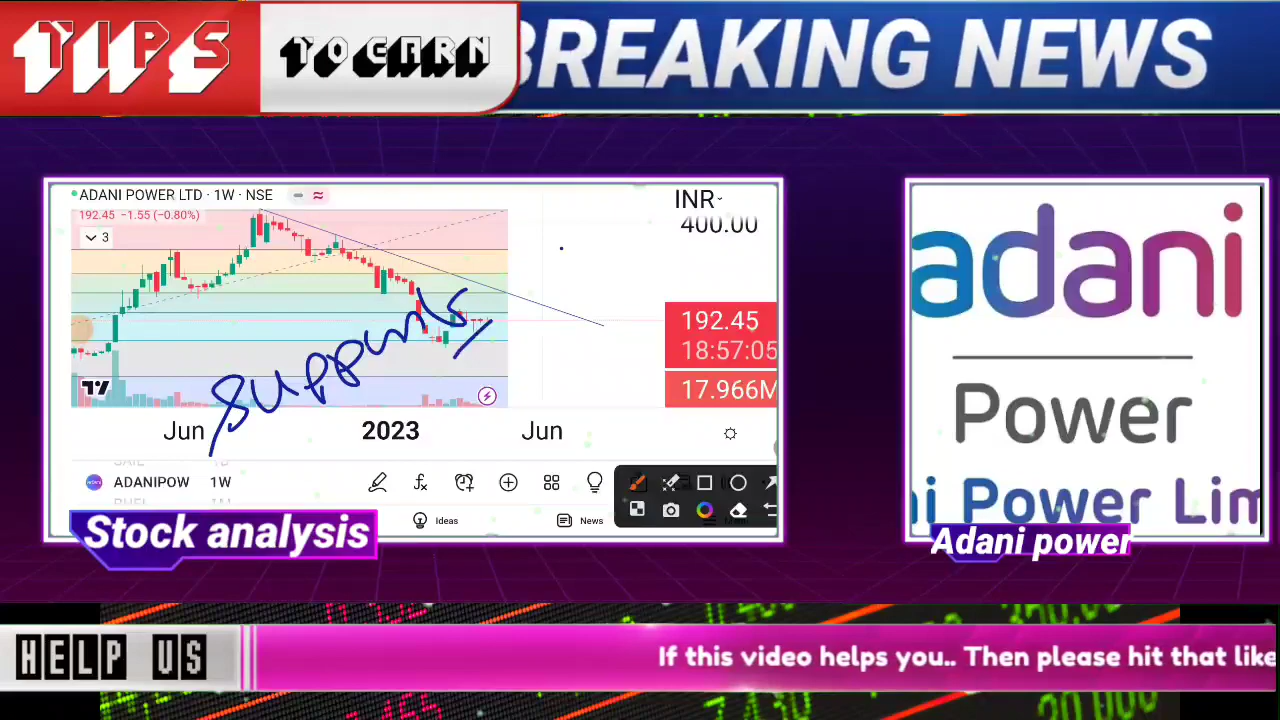 TIPS
TO EARN
BREAKING NEWS
ADANI POWER LTD · 1W · NSE
192.45 −1.55 (−0.80%)
3
INR
400.00
192.45
18:57:05
17.966M
supports
Jun
2023
Jun
ADANIPOW 1W
BHEL
Ideas
News
Stock analysis
adani
Power
ni Power Lim
Adani power
HELP US
If this video helps you.. Then please hit that like